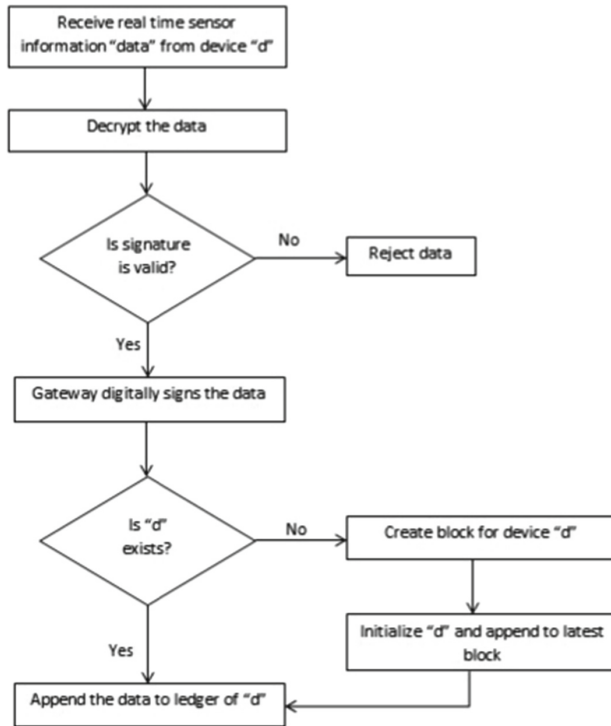 Receive real time sensor
information “data” from device “d”
Decrypt the data
Is signature
is valid?
No
Reject data
Yes
Gateway digitally signs the data
Is “d”
exists?
No
Create block for device “d”
Initialize “d” and append to latest
block
Yes
Append the data to ledger of “d”